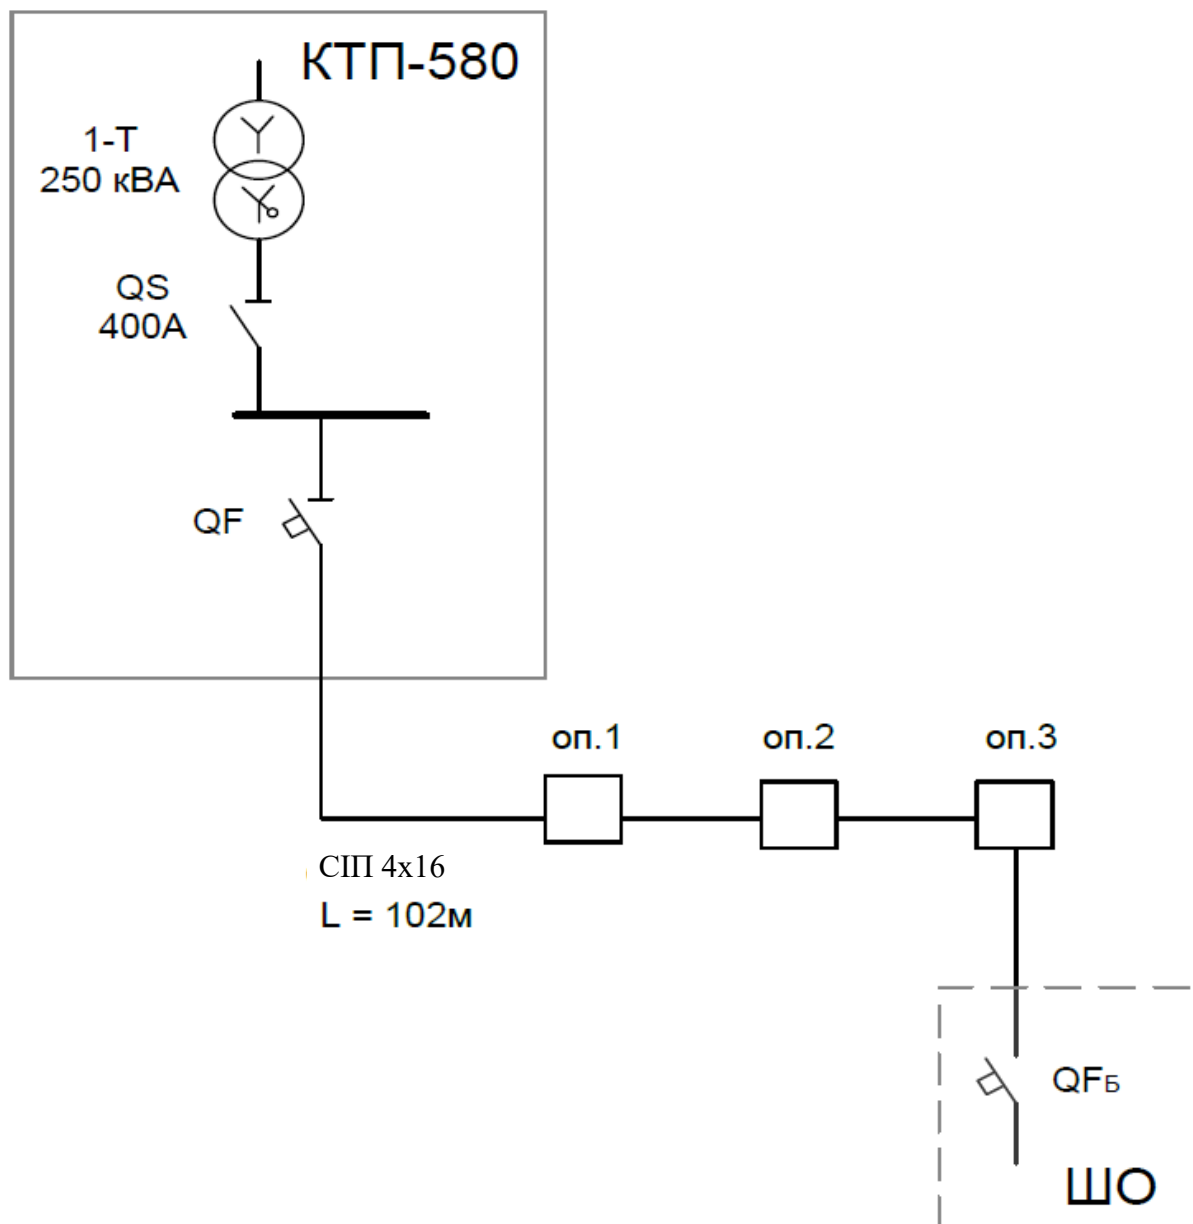 КТП-580
1-Т
250 кВА
QS
400А
QF
оп.1
оп.2
оп.3
СІП 4х16
L = 102м
QFБ
ШО